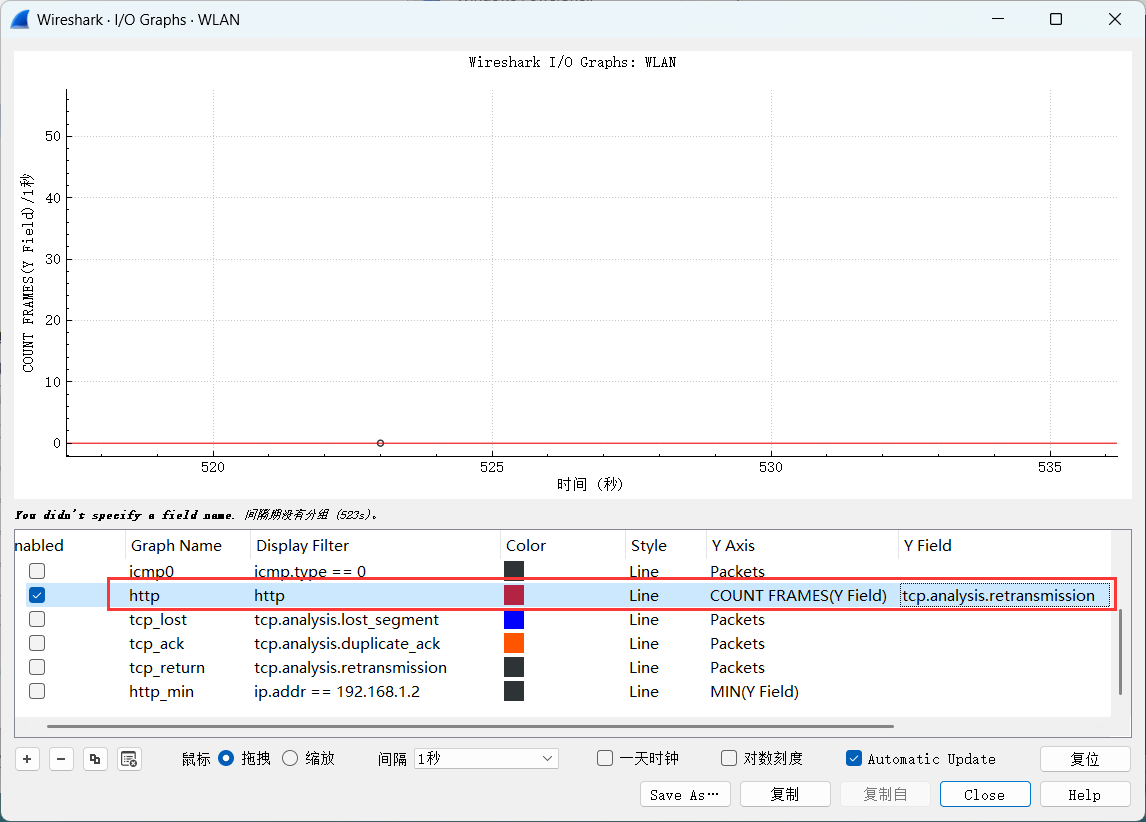 Wireshark · I/O Graphs · WLAN
Wireshark I/O Graphs: WLAN
COUNT FRAMES(Y Field)/1秒
50
40
30
20
10
0
520 525 530 535
时间 (秒)
You didn't specify a field name. 间隔期没有分组 (523s)。
nabled Graph Name Display Filter Color Style Y Axis Y Field
icmp0 icmp.type == 0 Line Packets
http http Line COUNT FRAMES(Y Field) tcp.analysis.retransmission
tcp_lost tcp.analysis.lost_segment Line Packets
tcp_ack tcp.analysis.duplicate_ack Line Packets
tcp_return tcp.analysis.retransmission Line Packets
http_min ip.addr == 192.168.1.2 Line MIN(Y Field)
鼠标 拖拽 缩放 间隔 1秒 一天时钟 对数刻度 Automatic Update 复位
Save As… 复制 复制自 Close Help